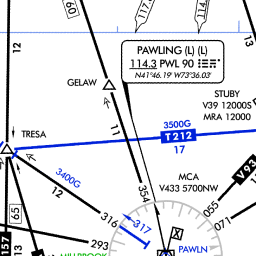 117.
114.
13
12
PAWLING (L) (L)
114.3 PWL 90
N41°46.19 W73°36.03'
GELAW
STUBY
V39 12000S
MRA 12000
11
3500G
T212
17
TRESA
3400G
12
MCA
V433 5700NW
V93
354
65
316
317
055
071
293
157
PAWLN